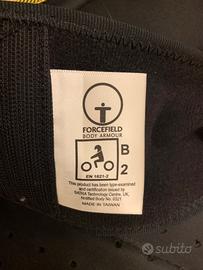 FORCEFIELD
BODY ARMOUR
B
2
EN 1621-2
This product has been type-examined
and certification issued by
SATRA Technology Centre, UK.
Notified Body No. 0321
MADE IN TAIWAN
subito